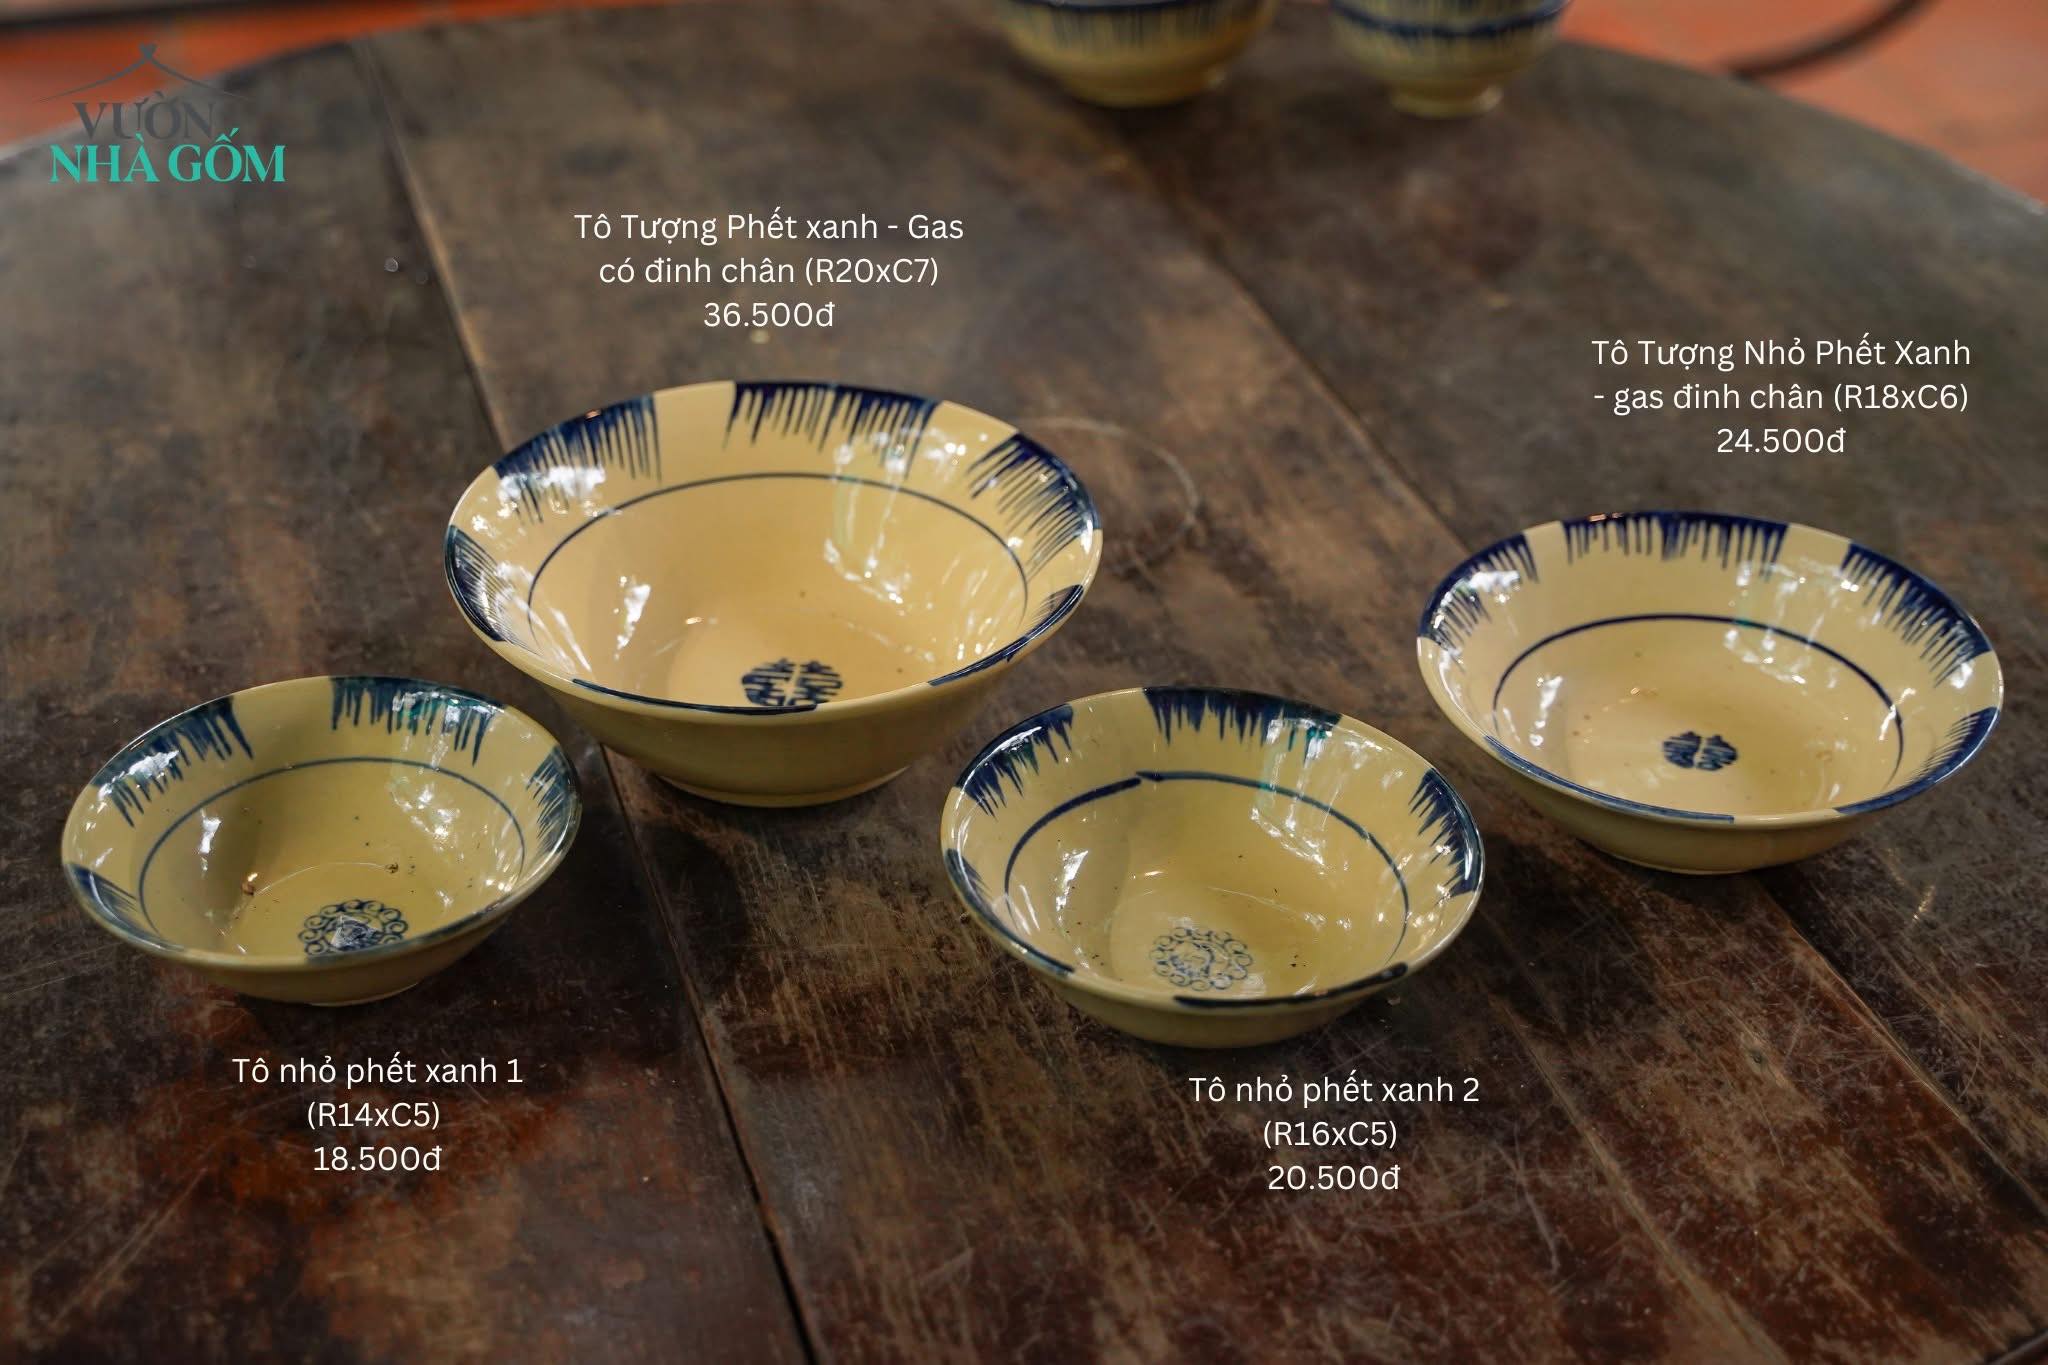 VƯỜN
NHÀ GỐM
Tô Tượng Phết xanh - Gas
có đinh chân (R20xC7)
36.500đ
Tô Tượng Nhỏ Phết Xanh
- gas đinh chân (R18xC6)
24.500đ
Tô nhỏ phết xanh 1
(R14xC5)
18.500đ
Tô nhỏ phết xanh 2
(R16xC5)
20.500đ